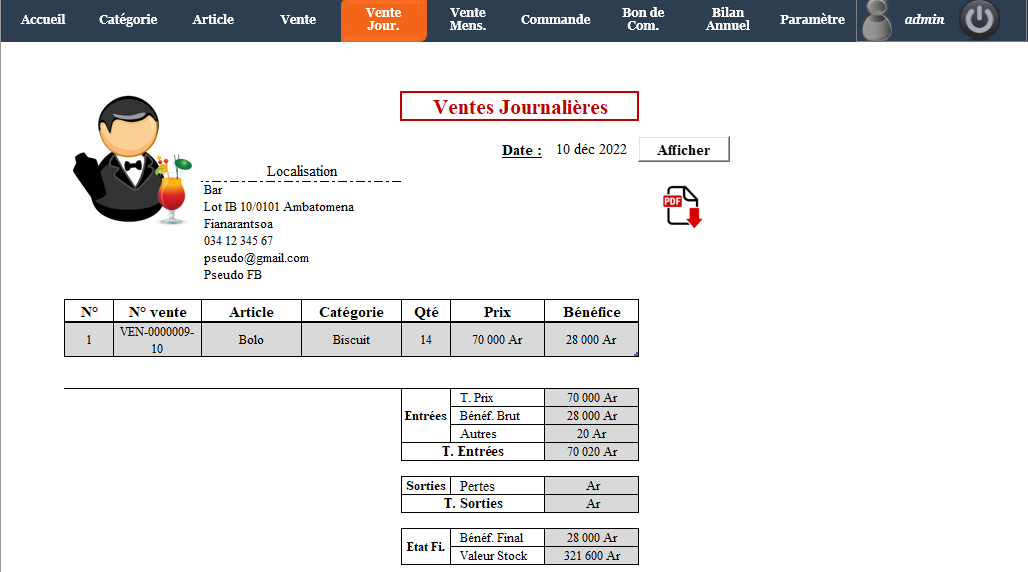 Accueil Catégorie Article Vente Vente Jour. Vente Mens. Commande Bon de Com. Bilan Annuel Paramètre admin
Ventes Journalières
Date : 10 déc 2022 Afficher
PDF
Localisation
Bar
Lot IB 10/0101 Ambatomena
Fianarantsoa
034 12 345 67
pseudo@gmail.com
Pseudo FB
N° N° vente Article Catégorie Qté Prix Bénéfice
1 VEN-0000009-10 Bolo Biscuit 14 70 000 Ar 28 000 Ar
Entrées T. Prix 70 000 Ar
Bénéf. Brut 28 000 Ar
Autres 20 Ar
T. Entrées 70 020 Ar
Sorties Pertes Ar
T. Sorties Ar
Etat Fi. Bénéf. Final 28 000 Ar
Valeur Stock 321 600 Ar